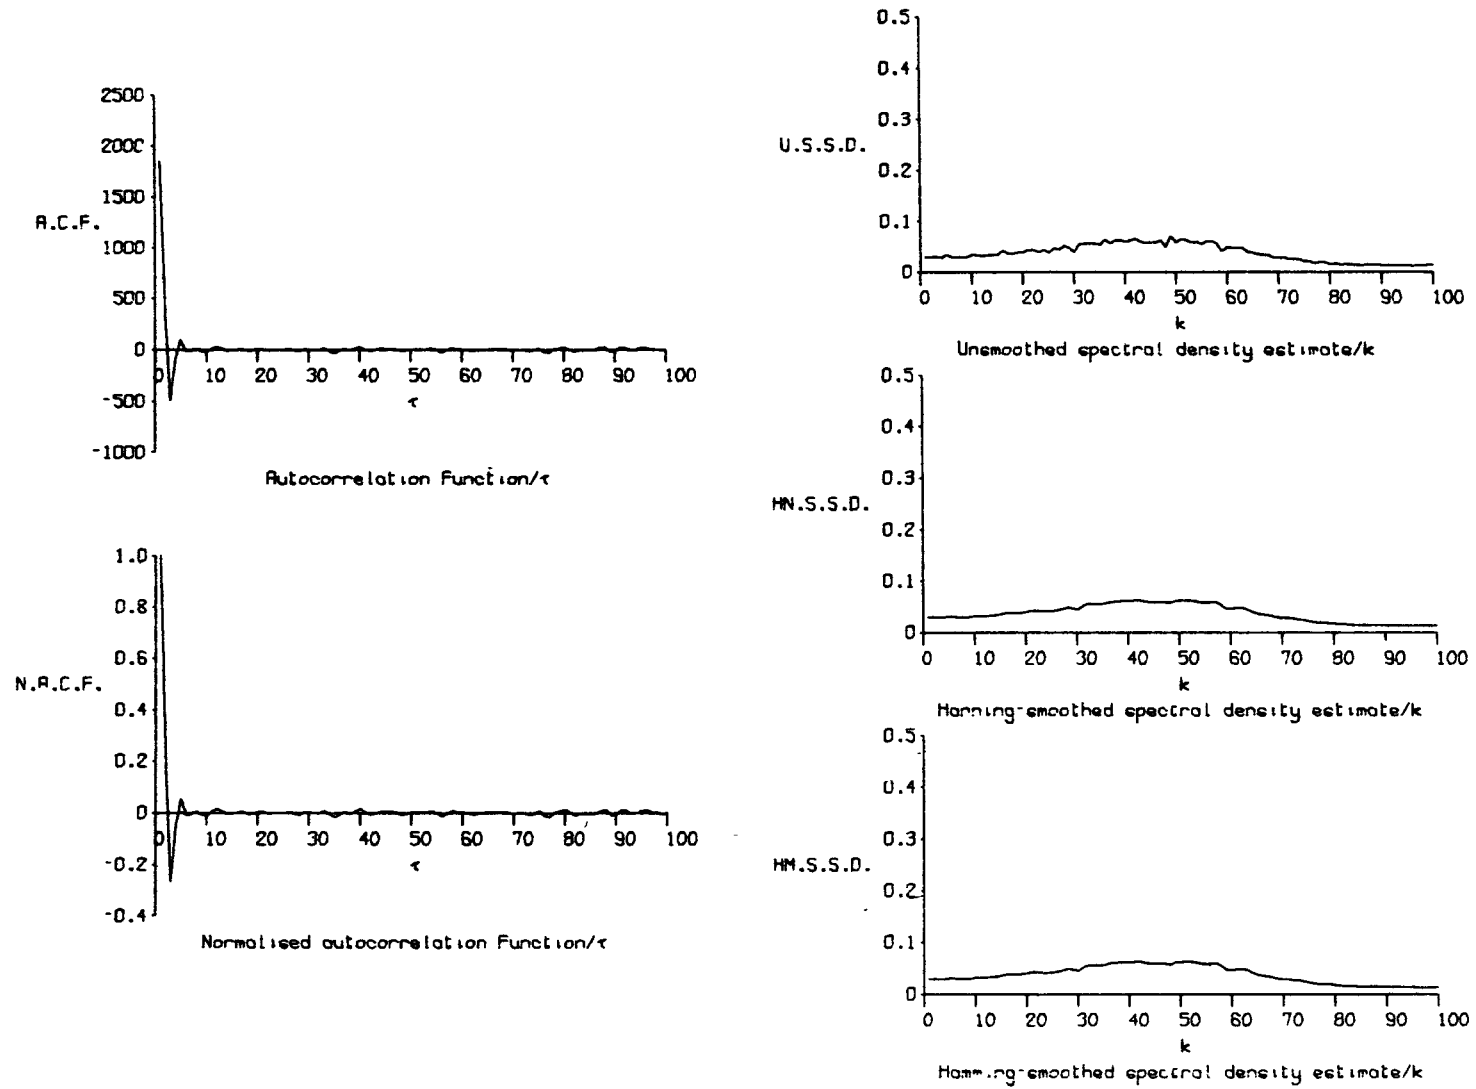 2500
2000
1500
A.C.F.
1000
500
0
0 10 20 30 40 50 60 70 80 90 100
τ
-500
-1000
Autocorrelation Function/τ
1.0
0.8
0.6
N.A.C.F.
0.4
0.2
0
0 10 20 30 40 50 60 70 80 90 100
τ
-0.2
-0.4
Normalised autocorrelation Function/τ
0.5
0.4
0.3
U.S.S.D.
0.2
0.1
0
0 10 20 30 40 50 60 70 80 90 100
k
Unsmoothed spectral density estimate/k
0.5
0.4
0.3
HN.S.S.D.
0.2
0.1
0
0 10 20 30 40 50 60 70 80 90 100
k
Hanning-smoothed spectral density estimate/k
0.5
0.4
0.3
HM.S.S.D.
0.2
0.1
0
0 10 20 30 40 50 60 70 80 90 100
k
Hamming-smoothed spectral density estimate/k